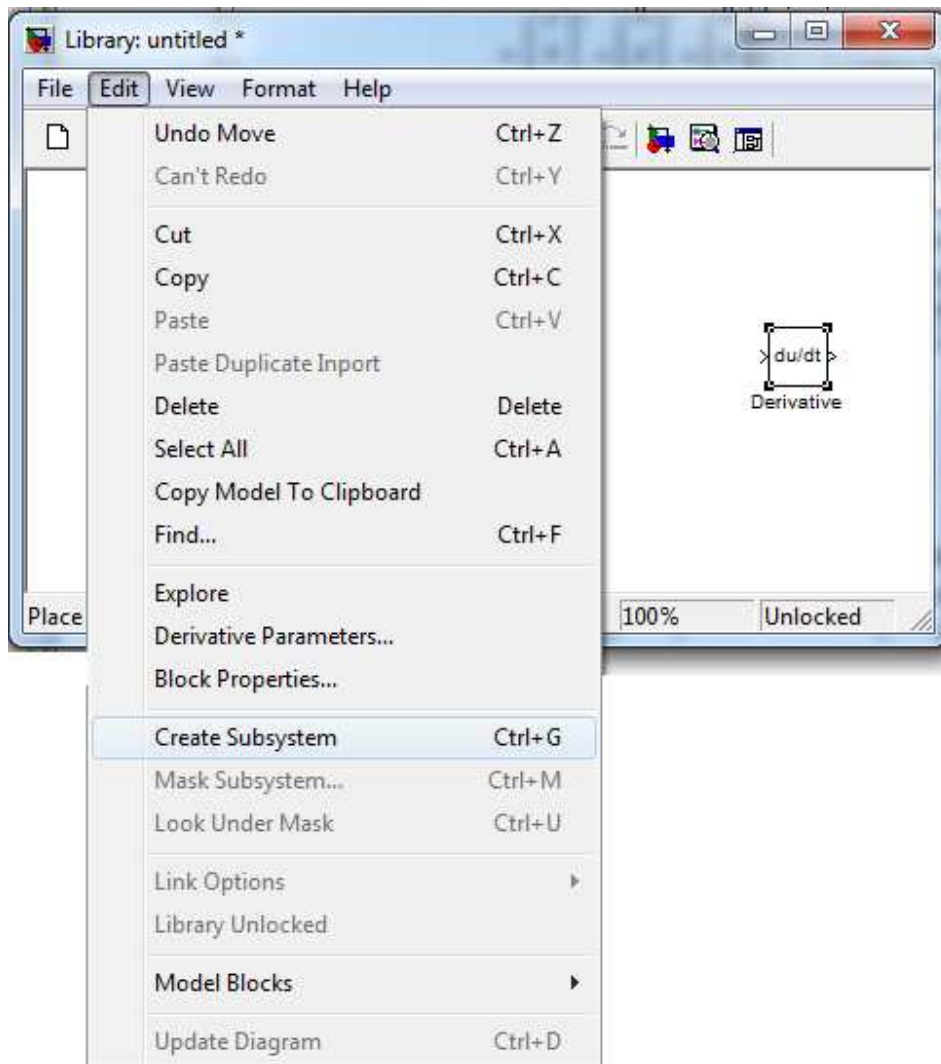 Library: untitled *
File Edit View Format Help
Undo Move Ctrl+Z
Can't Redo Ctrl+Y
Cut Ctrl+X
Copy Ctrl+C
Paste Ctrl+V
Paste Duplicate Inport
Delete Delete
Select All Ctrl+A
Copy Model To Clipboard
Find... Ctrl+F
Explore
Derivative Parameters...
Block Properties...
Create Subsystem Ctrl+G
Mask Subsystem... Ctrl+M
Look Under Mask Ctrl+U
Link Options
Library Unlocked
Model Blocks
Update Diagram Ctrl+D
du/dt
Derivative
Place 100% Unlocked